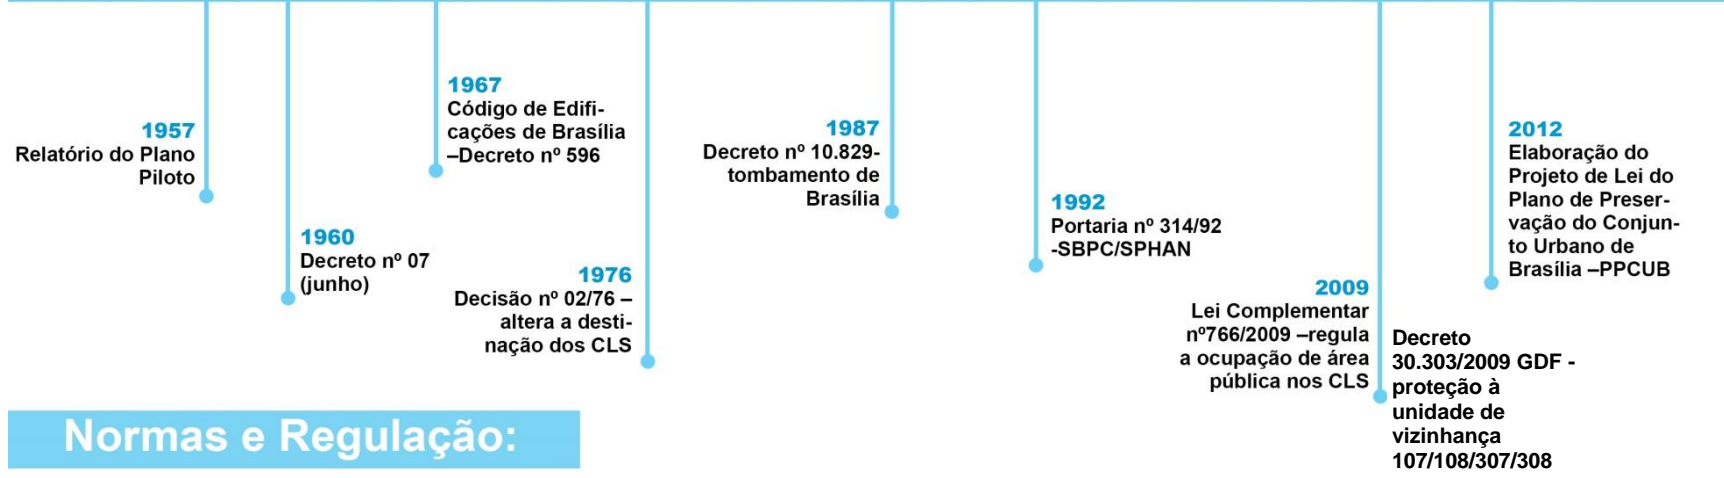 1957
Relatório do Plano
Piloto
1960
Decreto nº 07
(junho)
1967
Código de Edifi-
cações de Brasília
–Decreto nº 596
1976
Decisão nº 02/76 –
altera a desti-
nação dos CLS
1987
Decreto nº 10.829-
tombamento de
Brasília
1992
Portaria nº 314/92
-SBPC/SPHAN
2009
Lei Complementar
nº766/2009 –regula
a ocupação de área
pública nos CLS
Decreto
30.303/2009 GDF -
proteção à
unidade de
vizinhança
107/108/307/308
2012
Elaboração do
Projeto de Lei do
Plano de Preser-
vação do Conjun-
to Urbano de
Brasília –PPCUB
Normas e Regulação: